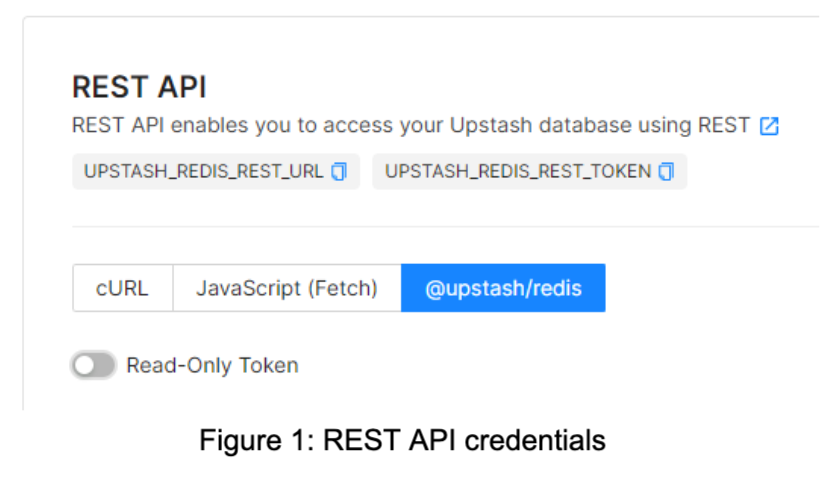 REST API
REST API enables you to access your Upstash database using REST
UPSTASH_REDIS_REST_URL UPSTASH_REDIS_REST_TOKEN
cURL JavaScript (Fetch) @upstash/redis
Read-Only Token
Figure 1: REST API credentials